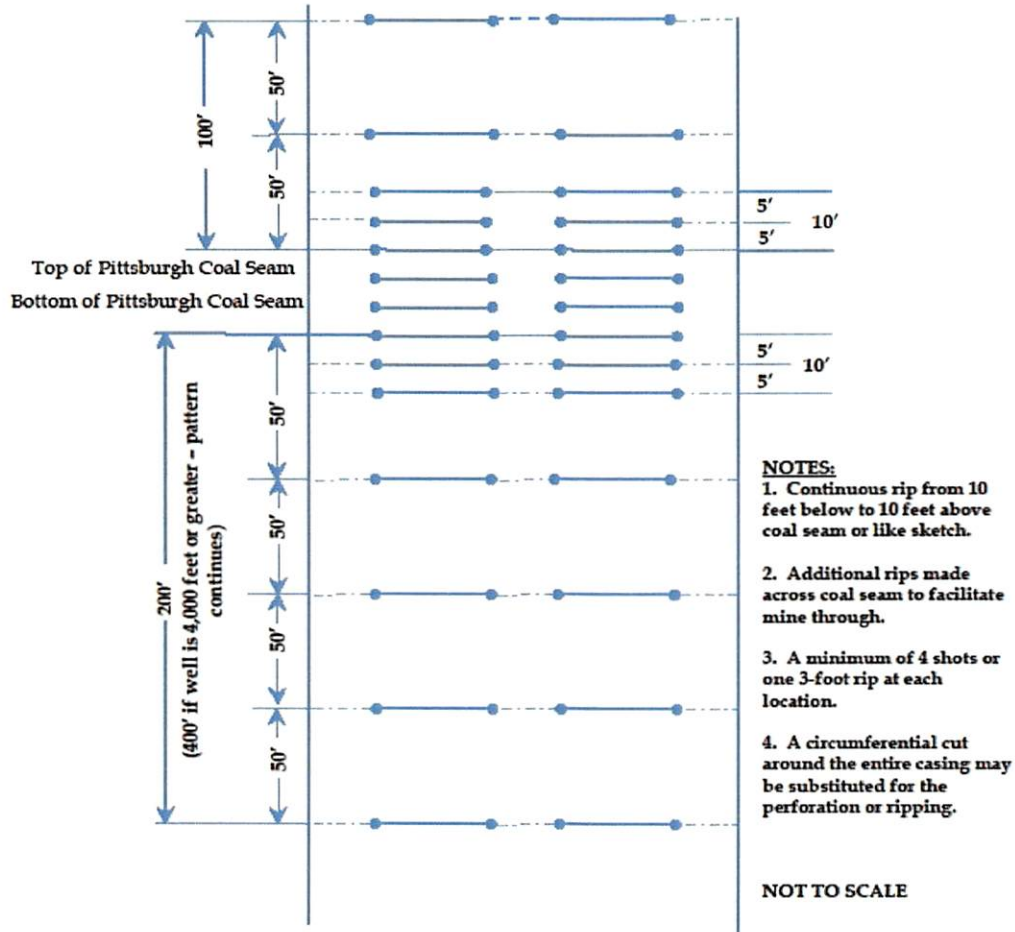 50'
100'
50'
5'
10'
5'
Top of Pittsburgh Coal Seam
Bottom of Pittsburgh Coal Seam
5'
10'
5'
50'
200'
(400' if well is 4,000 feet or greater – pattern
continues)
50'
50'
50'
NOTES:
1. Continuous rip from 10
feet below to 10 feet above
coal seam or like sketch.
2. Additional rips made
across coal seam to facilitate
mine through.
3. A minimum of 4 shots or
one 3-foot rip at each
location.
4. A circumferential cut
around the entire casing may
be substituted for the
perforation or ripping.
NOT TO SCALE